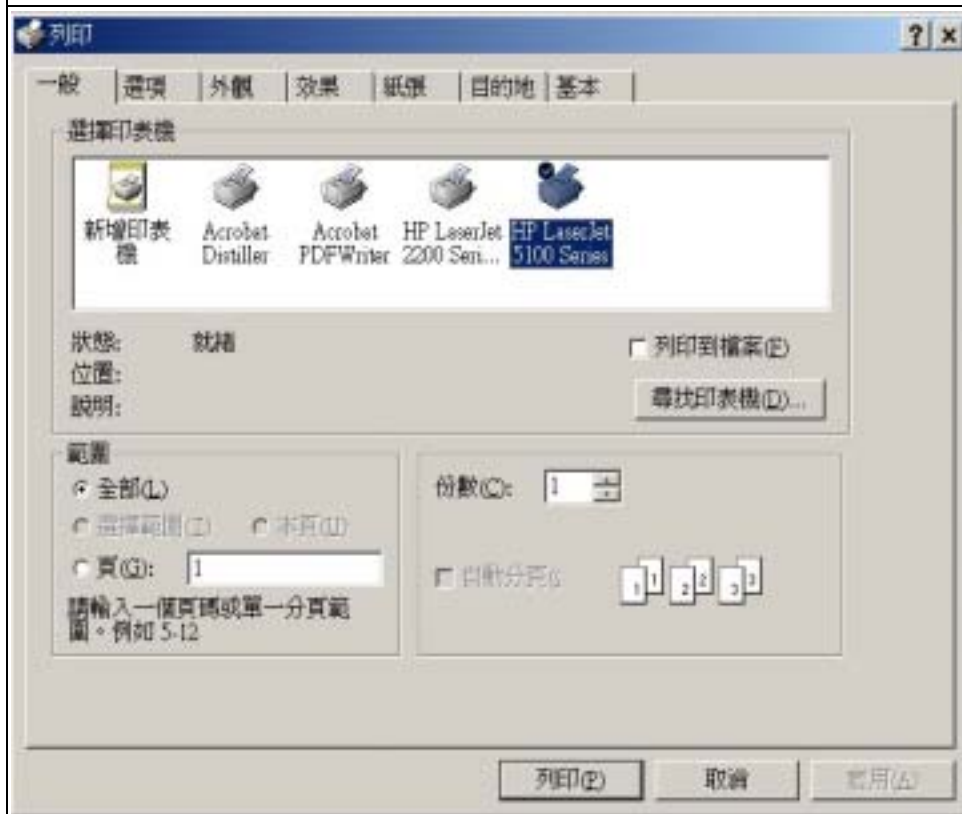 列印
一般 選項 外觀 效果 紙張 目的地 基本
選擇印表機
新增印表機
Acrobat Distiller
Acrobat PDFWriter
HP LaserJet 2200 Seri...
HP LaserJet 5100 Series
狀態: 就緒
列印到檔案(F)
位置:
說明:
尋找印表機(D)...
範圍
全部(L)
選擇範圍(T) 本頁(U)
頁(G): 1
請輸入一個頁碼或單一分頁範
圍。例如 5-12
份數(C): 1
自動分頁(
1 1 2 2 3 3
列印(P) 取消 套用(A)